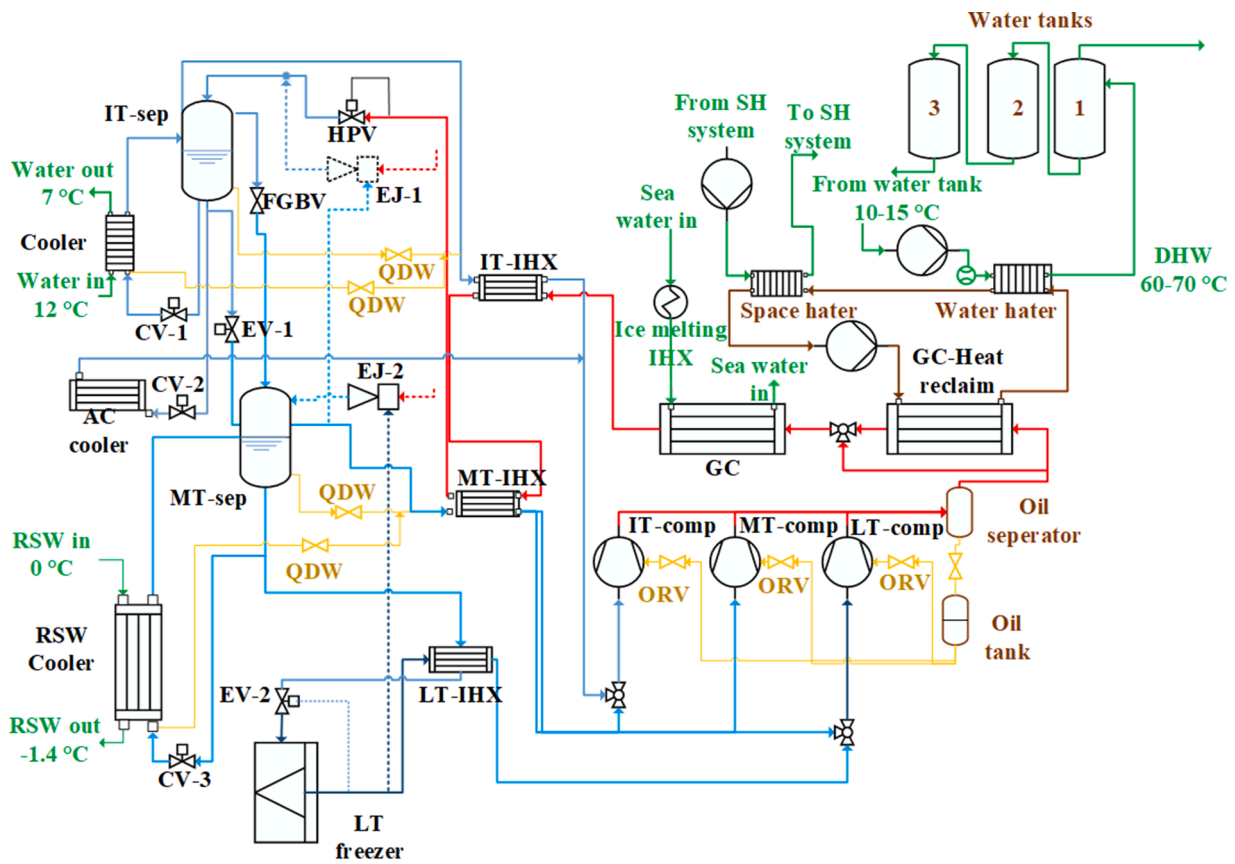 Water tanks
IT-sep
From SH
system
To SH
system
3
2
1
HPV
Water out
7 °C
EJ-1
FGBV
Sea
water in
From water tank
10-15 °C
Cooler
QDW
IT-IHX
DHW
60-70 °C
Water in
12 °C
QDW
CV-1
EV-1
Space hater
Water hater
Ice melting
IHX
EJ-2
Sea water
in
GC-Heat
reclaim
CV-2
AC
cooler
GC
MT-sep
QDW
MT-IHX
IT-comp
MT-comp
LT-comp
Oil
seperator
RSW in
0 °C
QDW
ORV
ORV
ORV
RSW
Cooler
Oil
tank
EV-2
LT-IHX
RSW out
-1.4 °C
CV-3
LT
freezer